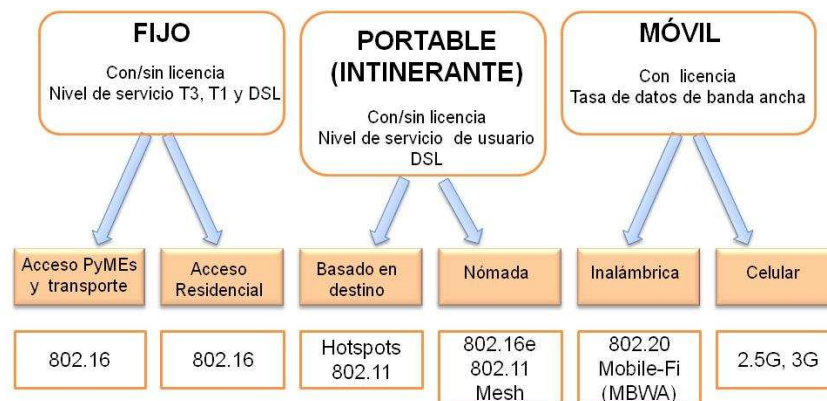 FIJO
Con/sin licencia
Nivel de servicio T3, T1 y DSL
PORTABLE
(INTINERANTE)
Con/sin licencia
Nivel de servicio de usuario
DSL
MÓVIL
Con licencia
Tasa de datos de banda ancha
Acceso PyMEs
y transporte
Acceso
Residencial
Basado en
destino
Nómada
Inalámbrica
Celular
802.16
802.16
Hotspots
802.11
802.16e
802.11
Mesh
802.20
Mobile-Fi
(MBWA)
2.5G, 3G